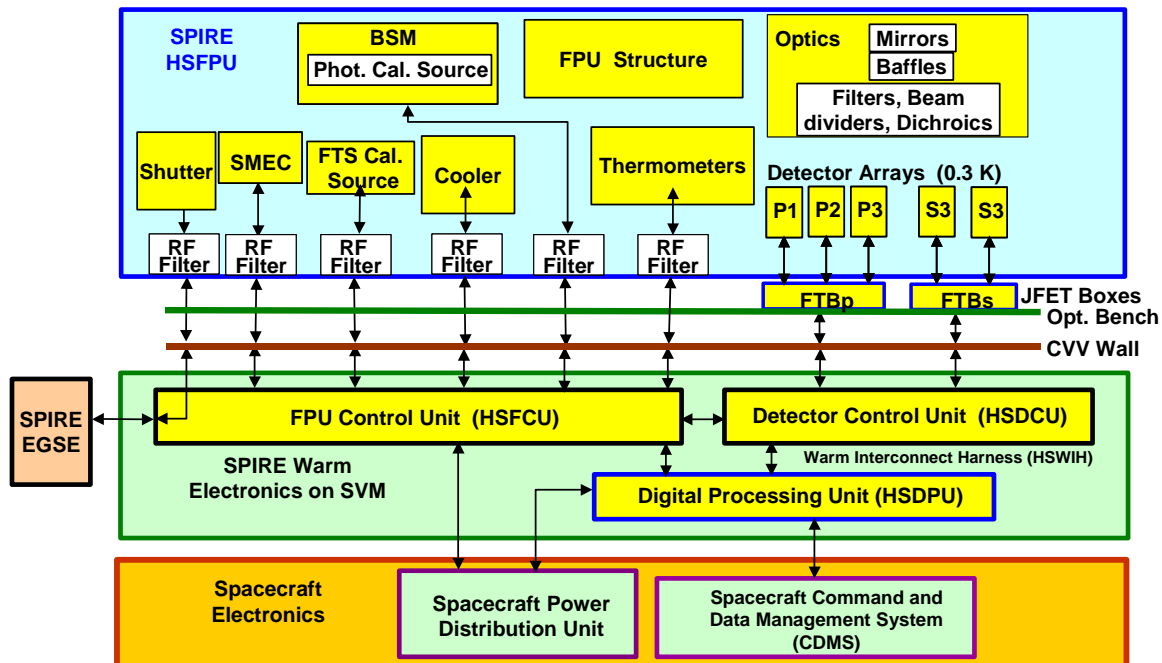 SPIRE
HSFPU
BSM
Phot. Cal. Source
FPU Structure
Optics
Mirrors
Baffles
Filters, Beam
dividers, Dichroics
Shutter
SMEC
FTS Cal.
Source
Cooler
Thermometers
Detector Arrays (0.3 K)
P1
P2
P3
S3
S3
RF
Filter
RF
Filter
RF
Filter
RF
Filter
RF
Filter
RF
Filter
FTBp
FTBs
JFET Boxes
Opt. Bench
CVV Wall
SPIRE
EGSE
FPU Control Unit (HSFCU)
Detector Control Unit (HSDCU)
Warm Interconnect Harness (HSWIH)
SPIRE Warm
Electronics on SVM
Digital Processing Unit (HSDPU)
Spacecraft
Electronics
Spacecraft Power
Distribution Unit
Spacecraft Command and
Data Management System
(CDMS)